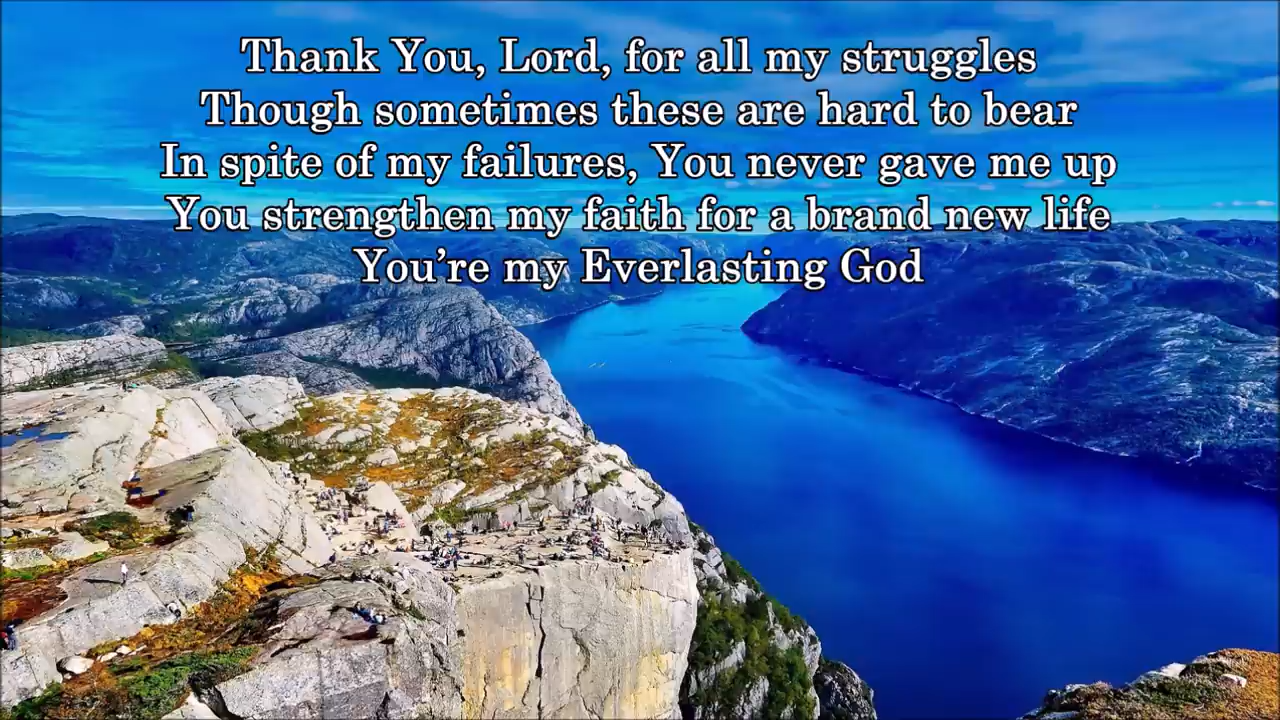 Thank You, Lord, for all my struggles
Though sometimes these are hard to bear
In spite of my failures, You never gave me up
You strengthen my faith for a brand new life
You’re my Everlasting God